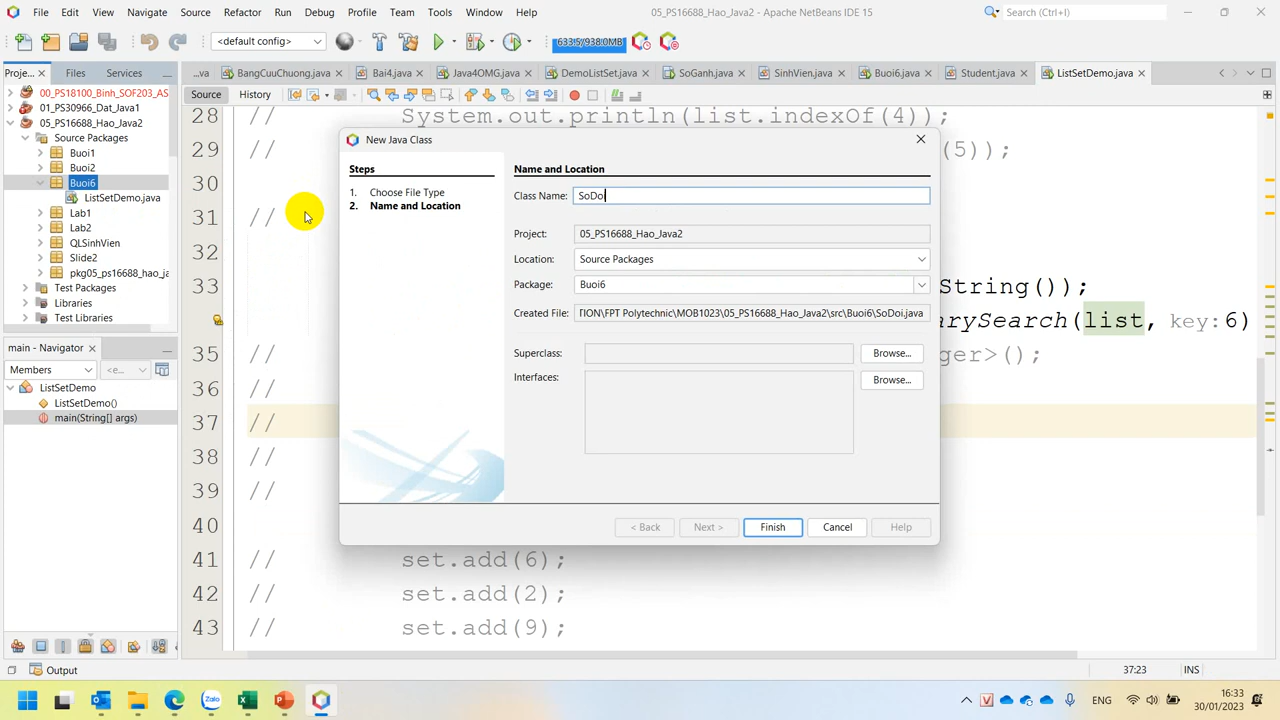 File Edit View Navigate Source Refactor Run Debug Profile Team Tools Window Help
05_PS16688_Hao_Java2 - Apache NetBeans IDE 15
Search (Ctrl+I)
<default config>
633.5/938.0MB
Proje... Files Services
...va BangCuuChuong.java Bai4.java Java4OMG.java DemoListSet.java SoGanh.java SinhVien.java Buoi6.java Student.java ListSetDemo.java
Source History
00_PS18100_Binh_SOF203_AS
01_PS30966_Dat_Java1
05_PS16688_Hao_Java2
Source Packages
Buoi1
Buoi2
Buoi6
ListSetDemo.java
Lab1
Lab2
QLSinhVien
Slide2
pkg05_ps16688_hao_ja
Test Packages
Libraries
Test Libraries
main - Navigator
Members <e...
ListSetDemo
ListSetDemo()
main(String[] args)
28 // System.out.println(list.indexOf(4));
29 // (5));
30
31 //
32
33 String());
arySearch(list, key:6)
35 // ger>();
36 //
37 //
38 //
39 //
40
41 // set.add(6);
42 // set.add(2);
43 // set.add(9);
New Java Class
Steps
1. Choose File Type
2. Name and Location
Name and Location
Class Name: SoDoi
Project: 05_PS16688_Hao_Java2
Location: Source Packages
Package: Buoi6
Created File: TION\FPT Polytechnic\MOB1023\05_PS16688_Hao_Java2\src\Buoi6\SoDoi.java
Superclass: Browse...
Interfaces: Browse...
< Back Next > Finish Cancel Help
Output
37:23 INS
Zalo
ENG
16:33
30/01/2023